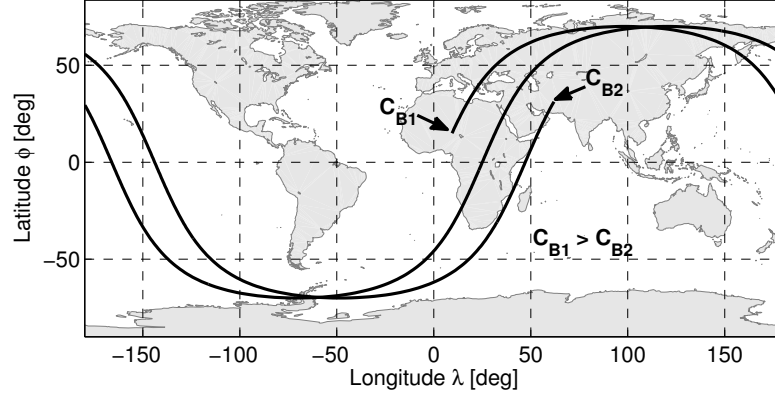 50
0
−50
Latitude ϕ [deg]
C_B1
C_B2
C_B1 > C_B2
−150 −100 −50 0 50 100 150
Longitude λ [deg]